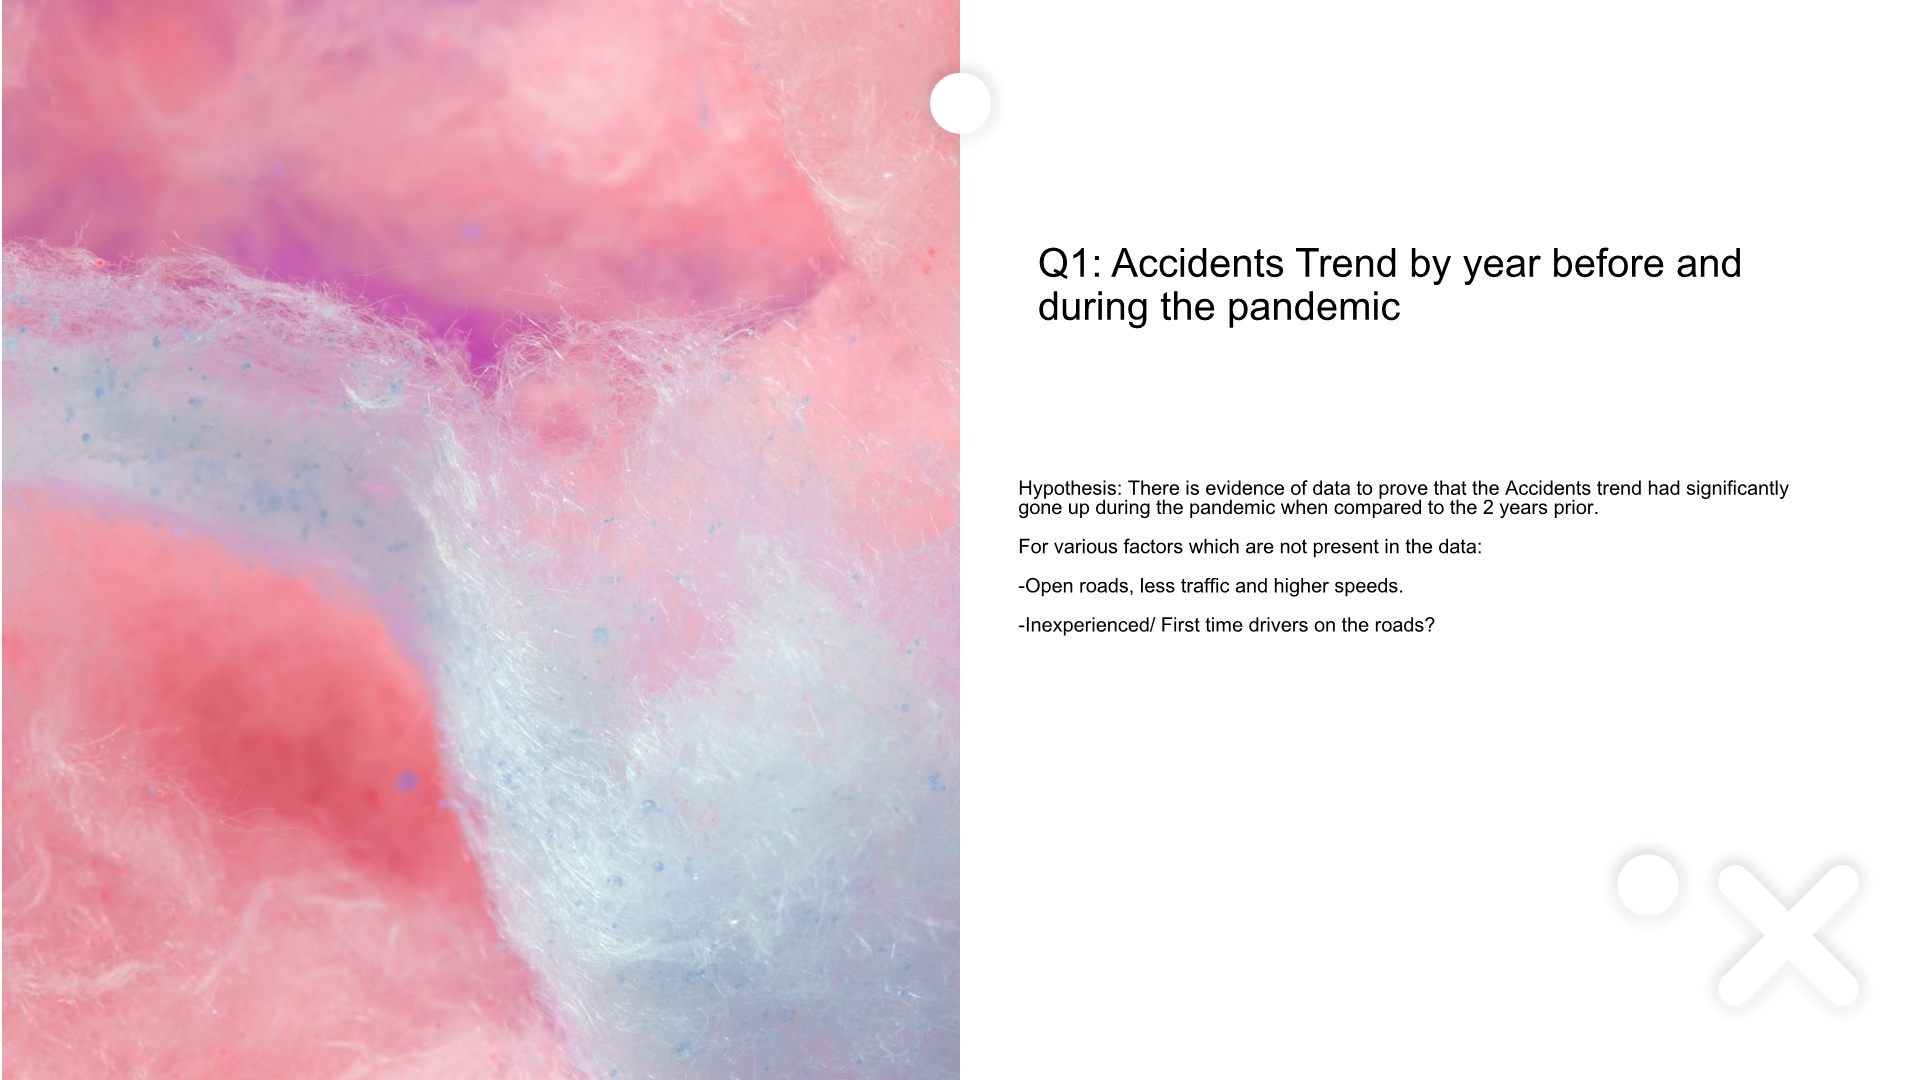 Q1: Accidents Trend by year before and
during the pandemic
Hypothesis: There is evidence of data to prove that the Accidents trend had significantly
gone up during the pandemic when compared to the 2 years prior.
For various factors which are not present in the data:
-Open roads, less traffic and higher speeds.
-Inexperienced/ First time drivers on the roads?